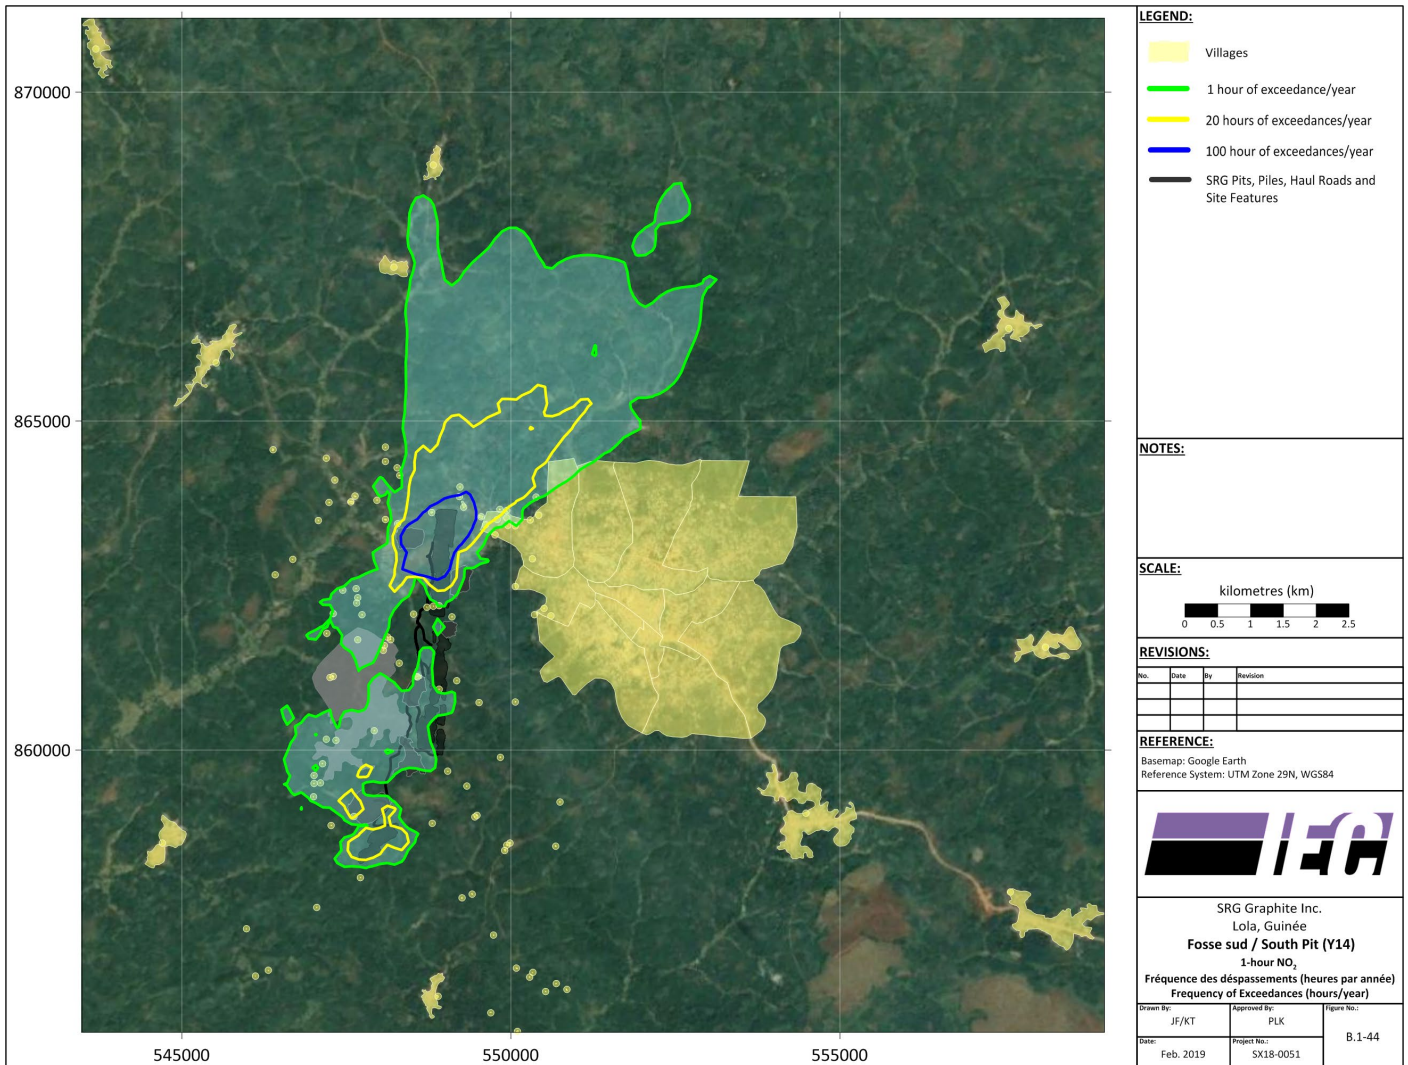 870000
865000
860000
545000
550000
555000
LEGEND:
Villages
1 hour of exceedance/year
20 hours of exceedances/year
100 hour of exceedances/year
SRG Pits, Piles, Haul Roads and
Site Features
NOTES:
SCALE:
kilometres (km)
0 0.5 1 1.5 2 2.5
REVISIONS:
No. Date By Revision
REFERENCE:
Basemap: Google Earth
Reference System: UTM Zone 29N, WGS84
IEC
SRG Graphite Inc.
Lola, Guinée
Fosse sud / South Pit (Y14)
1-hour NO₂
Fréquence des déspassements (heures par année)
Frequency of Exceedances (hours/year)
Drawn By: Approved By: Figure No.:
JF/KT PLK B.1-44
Date: Project No.:
Feb. 2019 SX18-0051